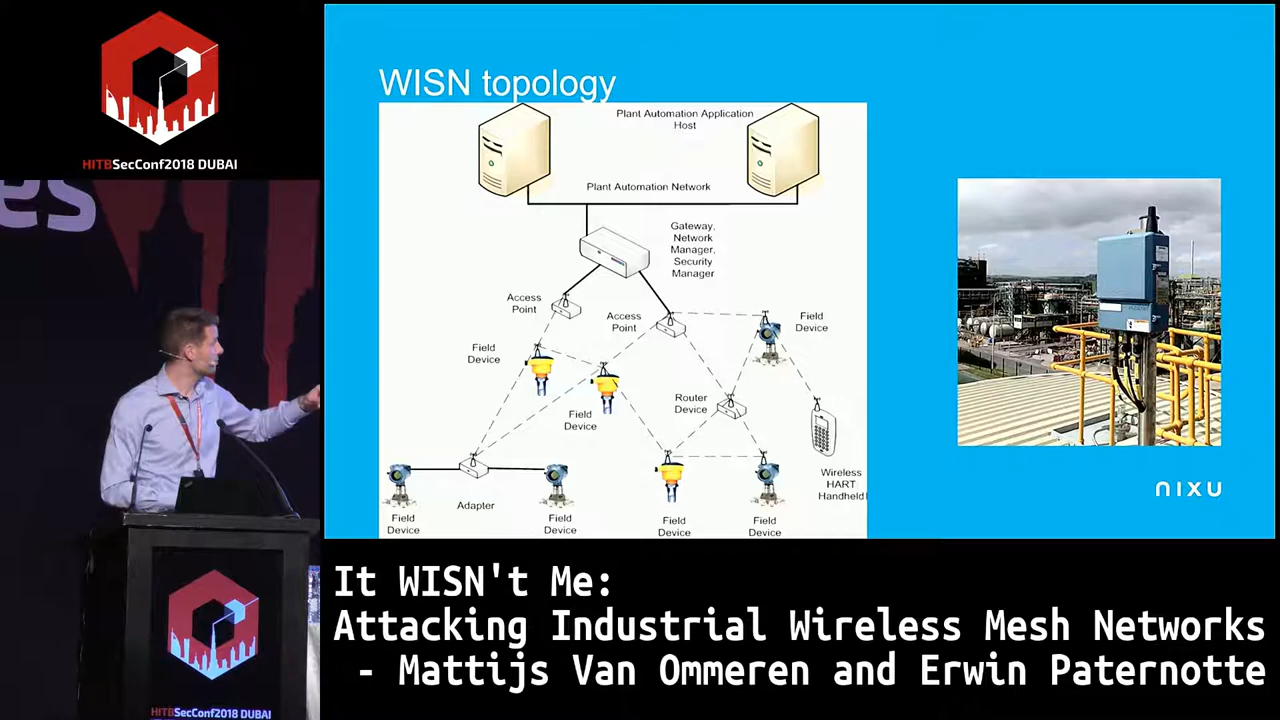 HITBSecConf2018 DUBAI
es
WISN topology
Plant Automation Application
Host
Plant Automation Network
Gateway,
Network
Manager,
Security
Manager
Access
Point
Access
Point
Field
Device
Field
Device
Field
Device
Router
Device
Wireless
HART
Handheld
Adapter
Field
Device
Field
Device
Field
Device
Field
Device
nixu
HITBSecConf2018 DUBAI
It WISN't Me:
Attacking Industrial Wireless Mesh Networks
- Mattijs Van Ommeren and Erwin Paternotte